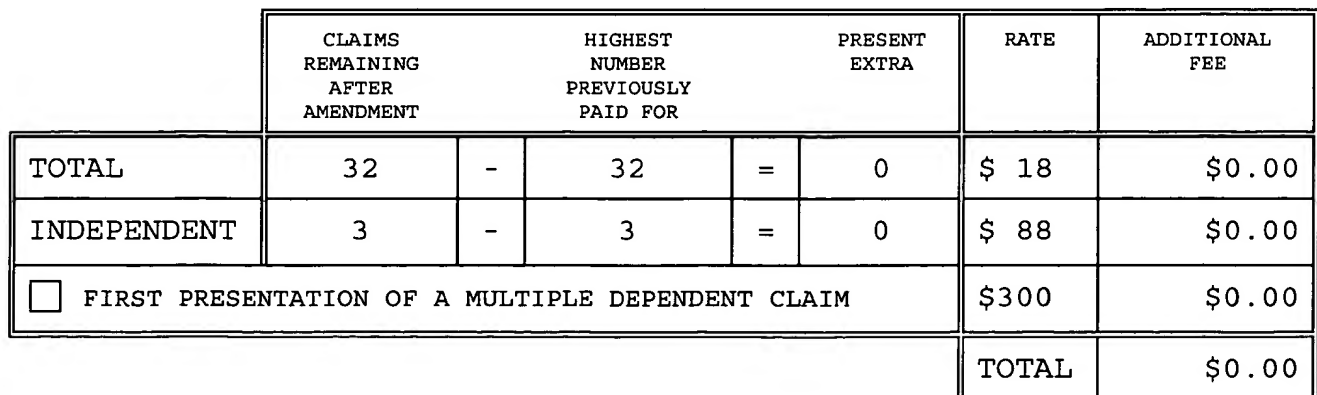 CLAIMS REMAINING AFTER AMENDMENT HIGHEST NUMBER PREVIOUSLY PAID FOR PRESENT EXTRA RATE ADDITIONAL FEE
TOTAL 32 - 32 = 0 $ 18 $0.00
INDEPENDENT 3 - 3 = 0 $ 88 $0.00
FIRST PRESENTATION OF A MULTIPLE DEPENDENT CLAIM $300 $0.00
TOTAL $0.00